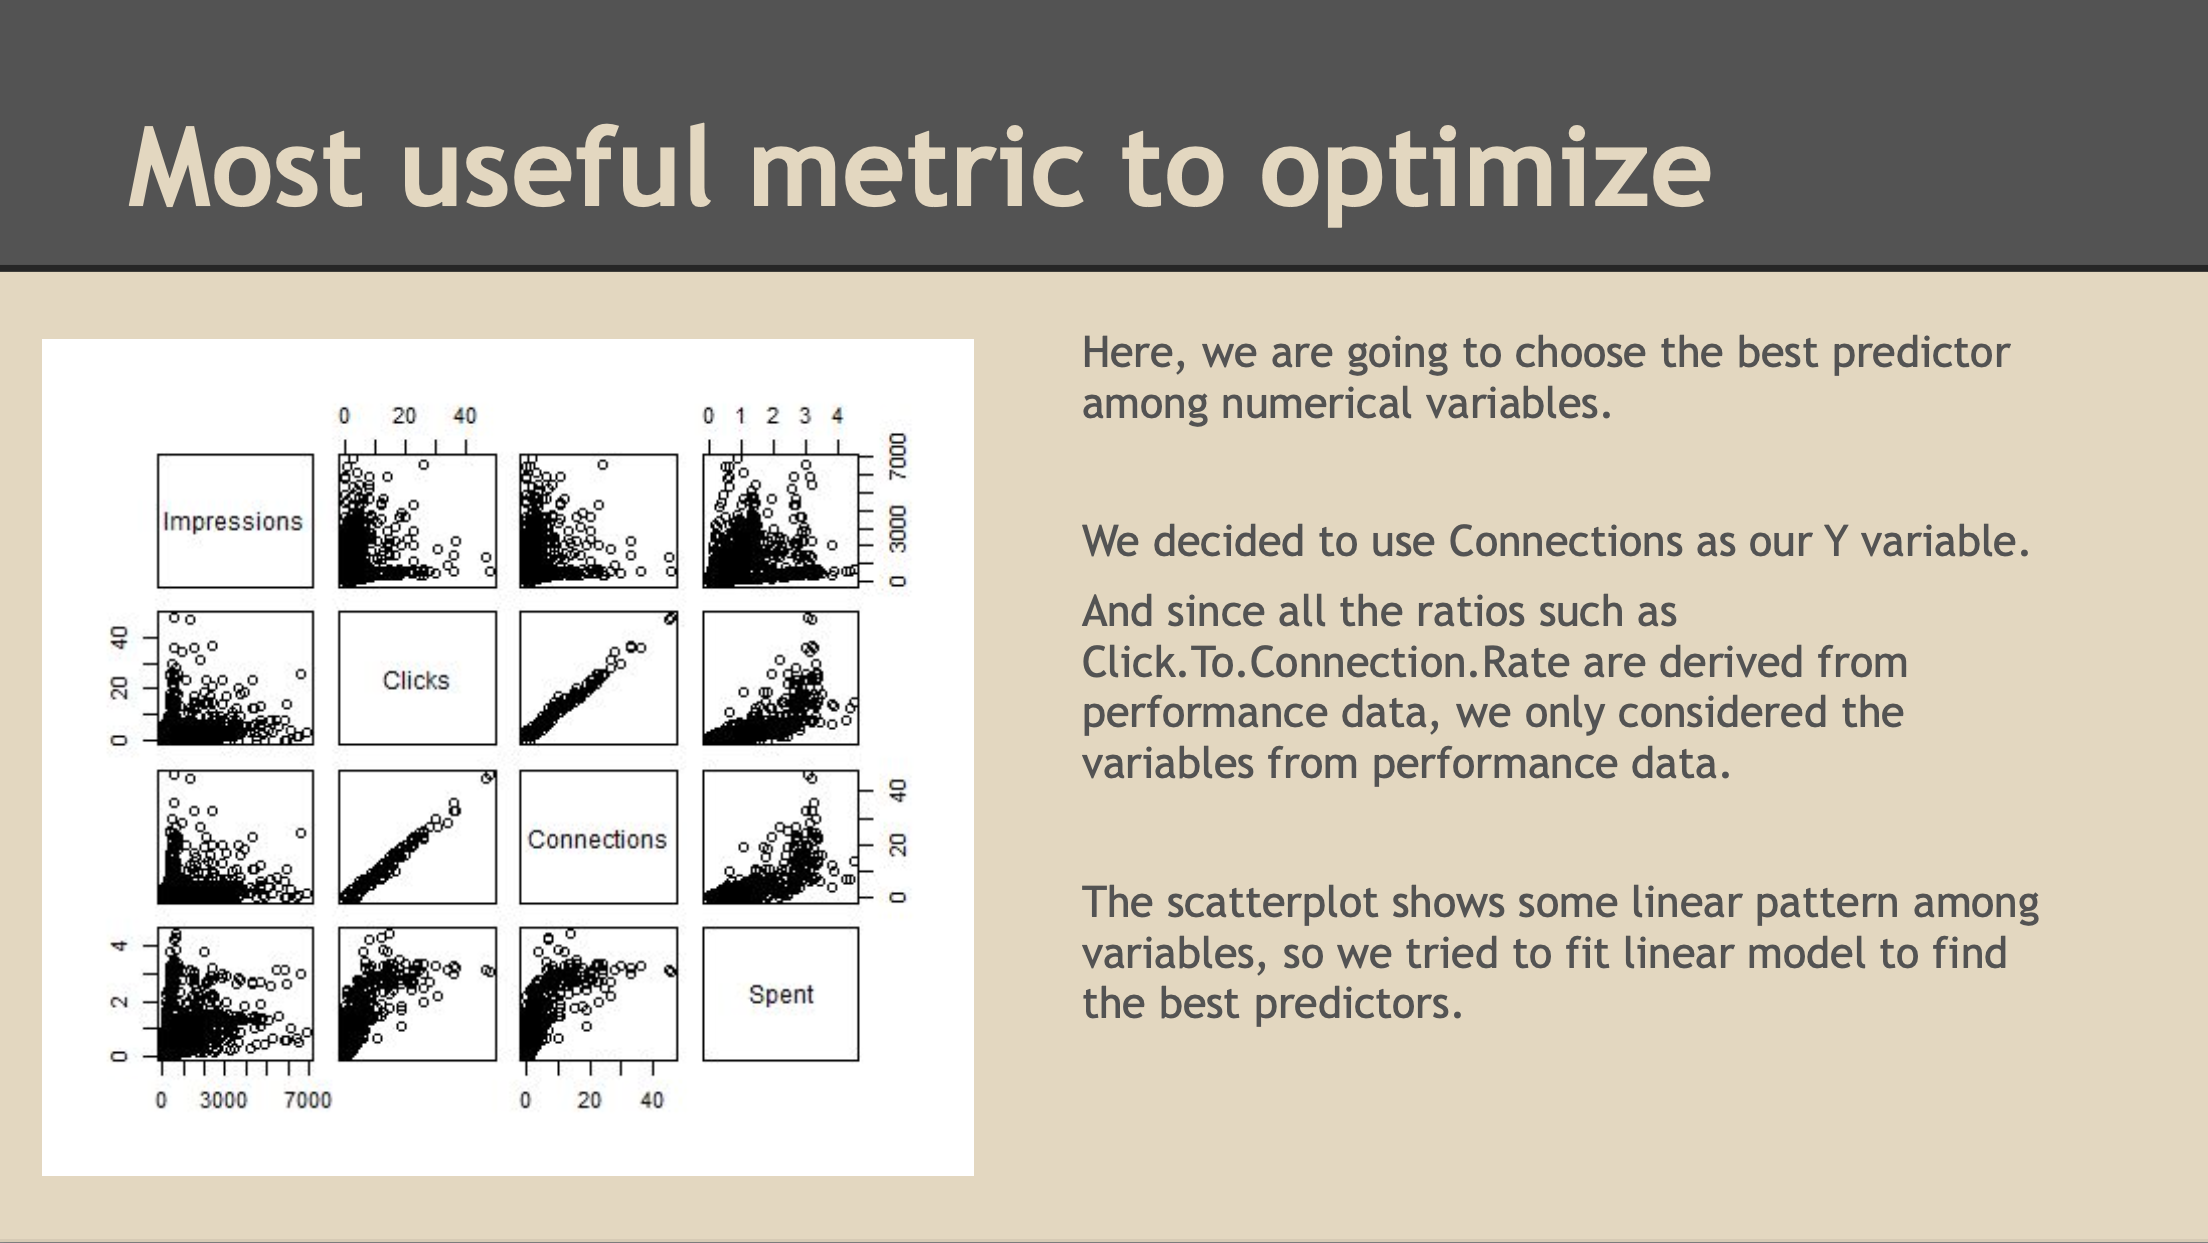 Most useful metric to optimize
0 20 40
0 1 2 3 4
Impressions
0 3000 7000
0 20 40
Clicks
Connections
0 20 40
0 2 4
Spent
0 3000 7000
0 20 40
Here, we are going to choose the best predictor
among numerical variables.
We decided to use Connections as our Y variable.
And since all the ratios such as
Click.To.Connection.Rate are derived from
performance data, we only considered the
variables from performance data.
The scatterplot shows some linear pattern among
variables, so we tried to fit linear model to find
the best predictors.